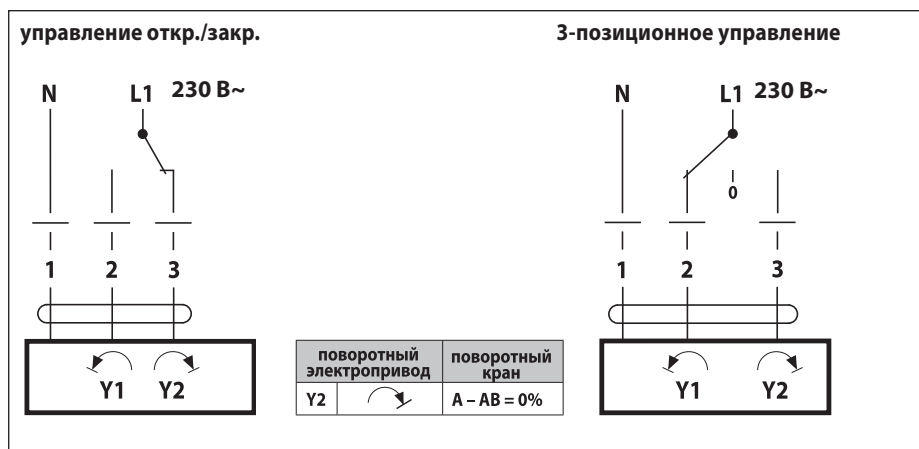 управление откр./закр.
3-позиционное управление
N L1 230 В~
N L1 230 В~
0
1 2 3
1 2 3
Y1 Y2
поворотный электропривод
поворотный кран
Y2 A – AB = 0%
Y1 Y2